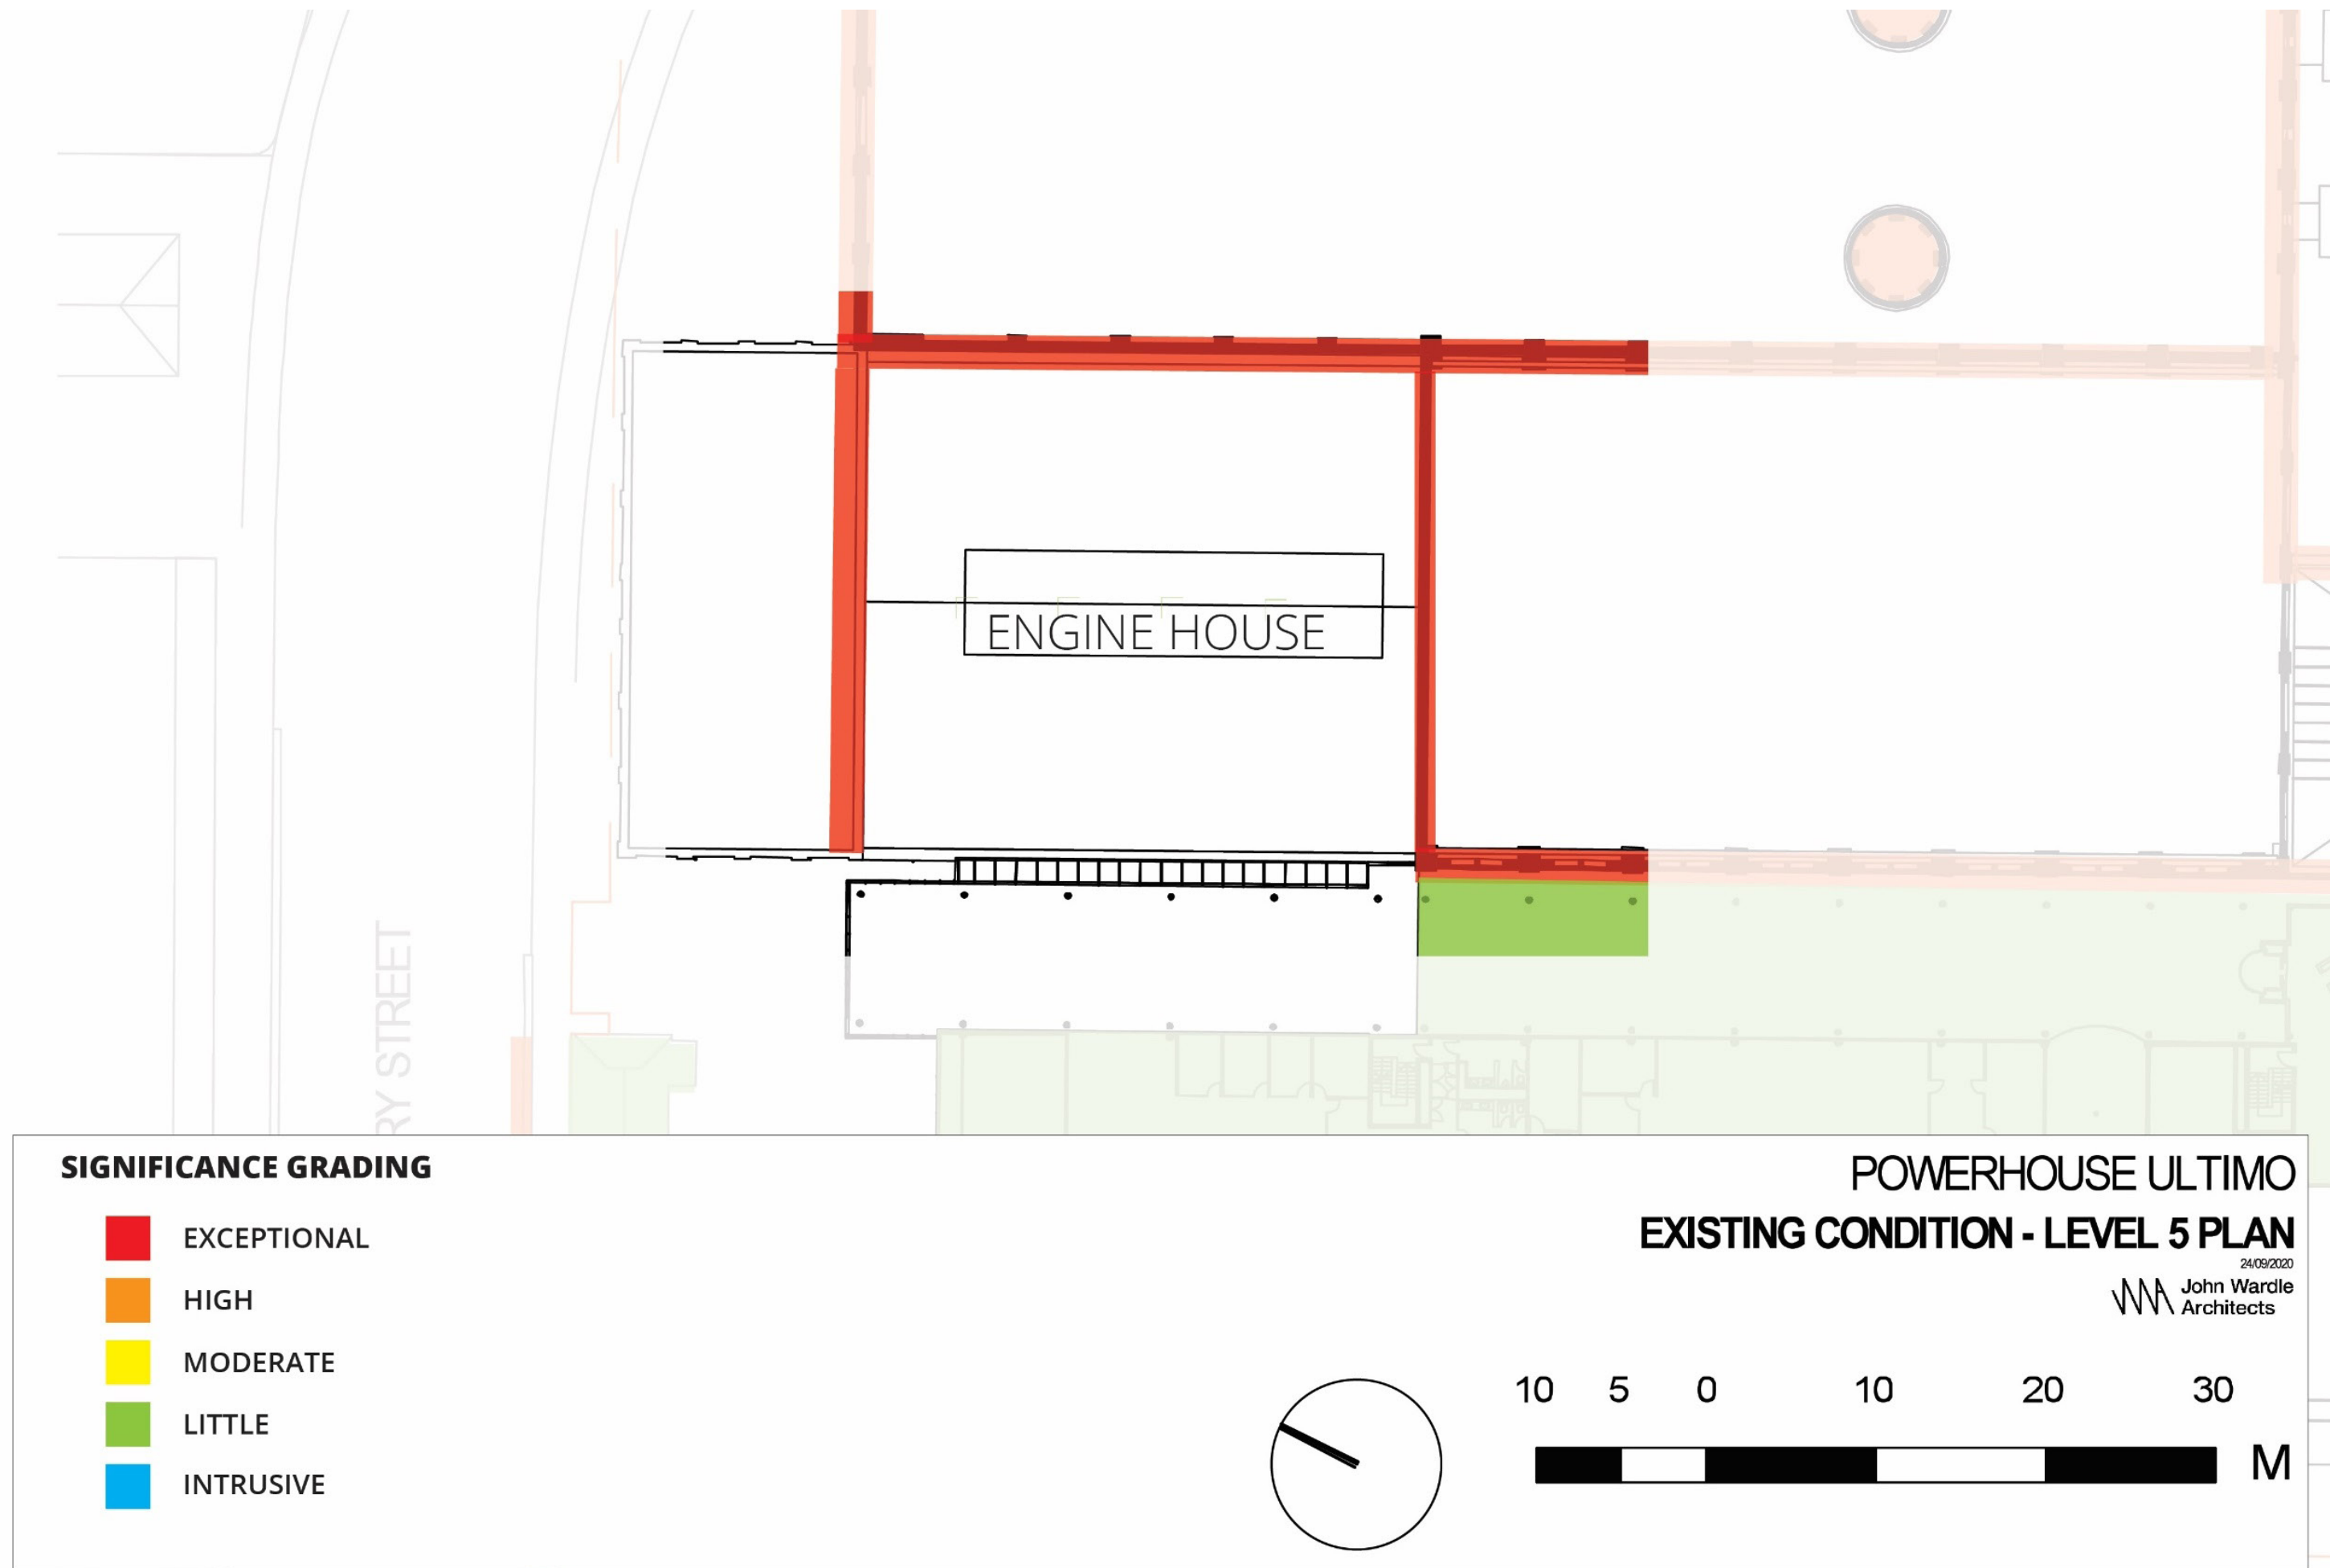 ENGINE HOUSE
RY STREET
SIGNIFICANCE GRADING
EXCEPTIONAL
HIGH
MODERATE
LITTLE
INTRUSIVE
POWERHOUSE ULTIMO
EXISTING CONDITION - LEVEL 5 PLAN
24/09/2020
John Wardle
Architects
10 5 0 10 20 30
M